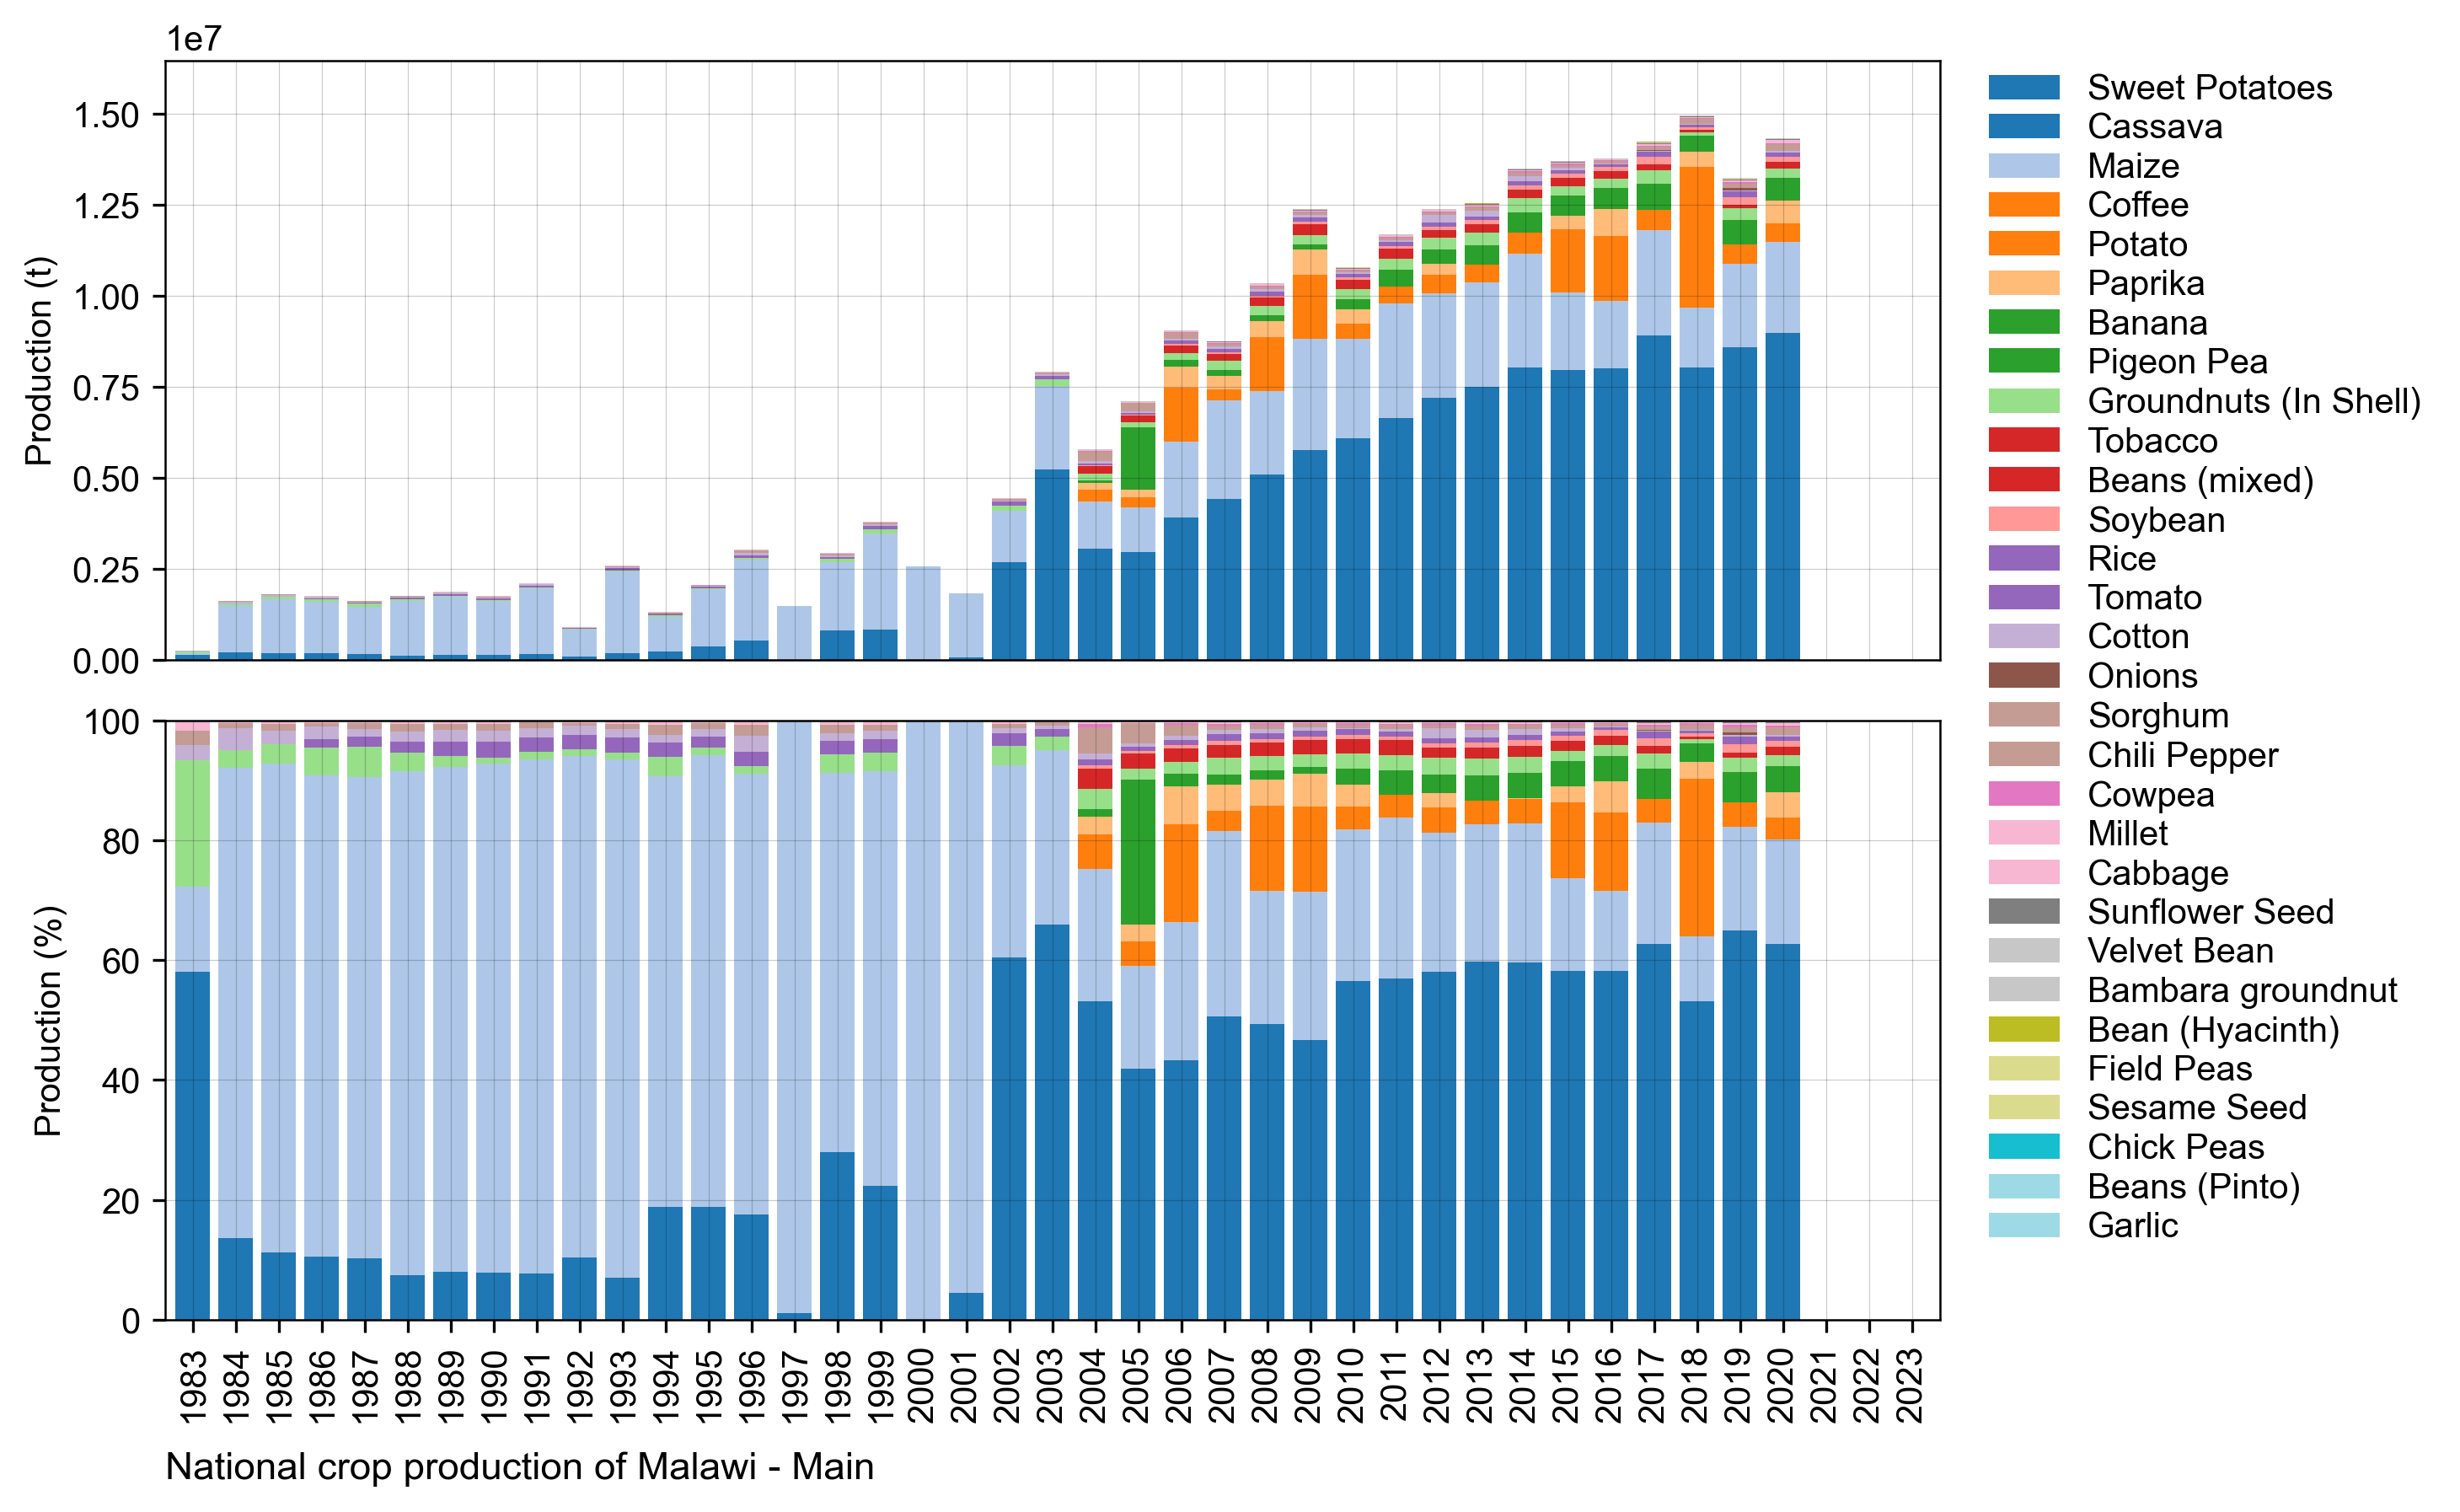 1e7
1.50
1.25
1.00
0.75
0.50
0.25
0.00
Production (t)
100
80
60
40
20
0
Production (%)
1983
1984
1985
1986
1987
1988
1989
1990
1991
1992
1993
1994
1995
1996
1997
1998
1999
2000
2001
2002
2003
2004
2005
2006
2007
2008
2009
2010
2011
2012
2013
2014
2015
2016
2017
2018
2019
2020
2021
2022
2023
National crop production of Malawi - Main
Sweet Potatoes
Cassava
Maize
Coffee
Potato
Paprika
Banana
Pigeon Pea
Groundnuts (In Shell)
Tobacco
Beans (mixed)
Soybean
Rice
Tomato
Cotton
Onions
Sorghum
Chili Pepper
Cowpea
Millet
Cabbage
Sunflower Seed
Velvet Bean
Bambara groundnut
Bean (Hyacinth)
Field Peas
Sesame Seed
Chick Peas
Beans (Pinto)
Garlic